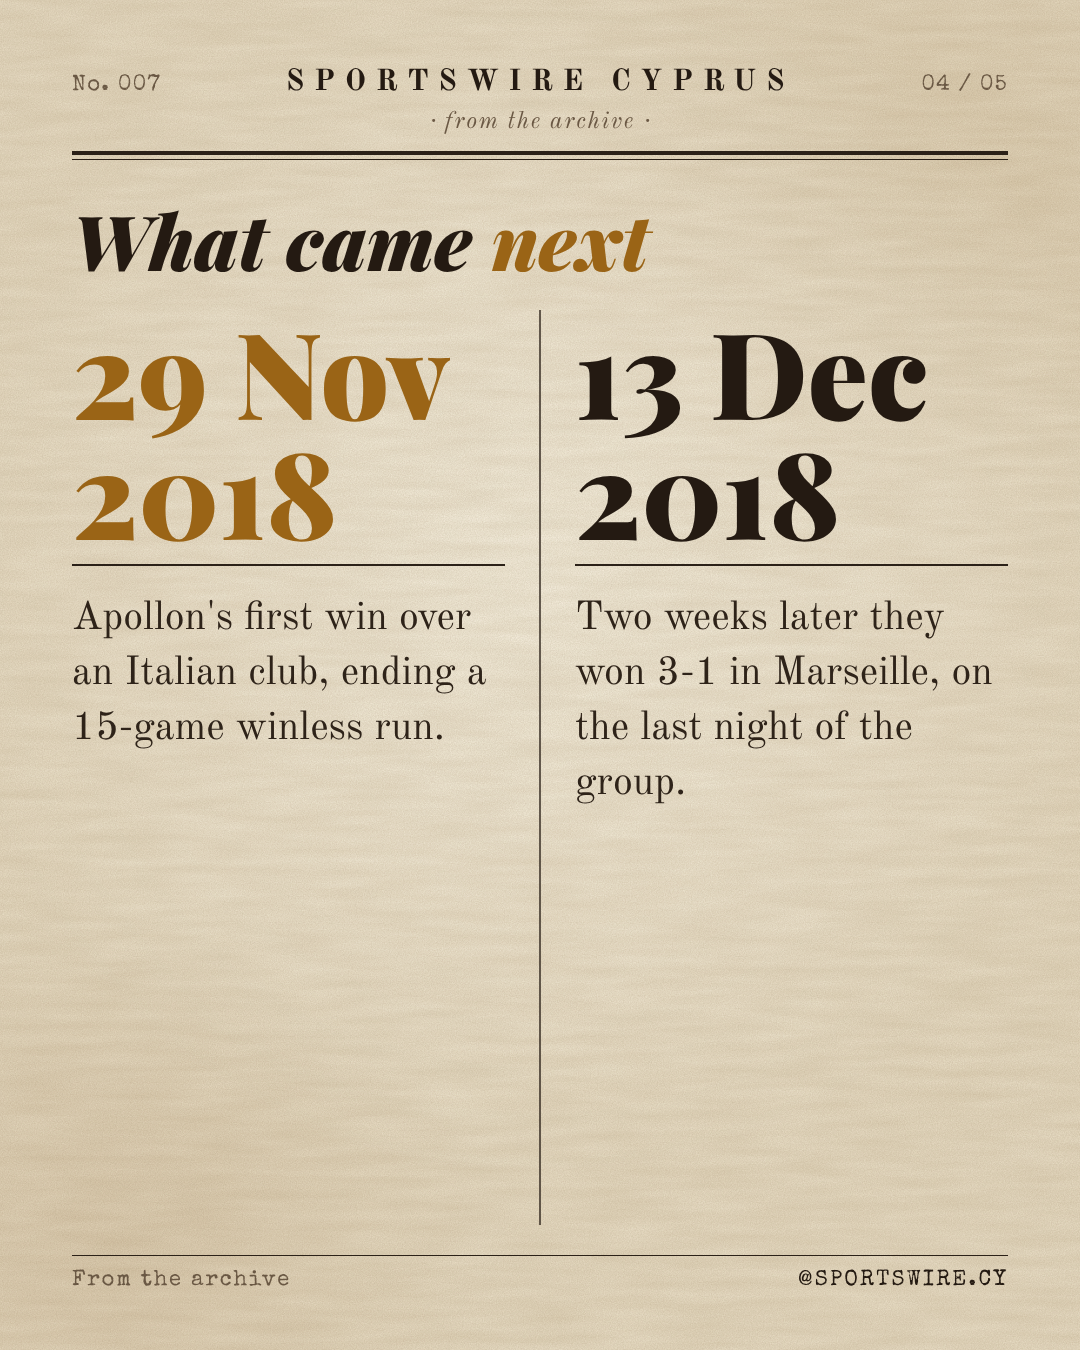 No. 007
SPORTSWIRE CYPRUS
04 / 05
· from the archive ·
What came next
29 Nov
2018
Apollon's first win over
an Italian club, ending a
15-game winless run.
13 Dec
2018
Two weeks later they
won 3-1 in Marseille, on
the last night of the
group.
From the archive
@SPORTSWIRE.CY